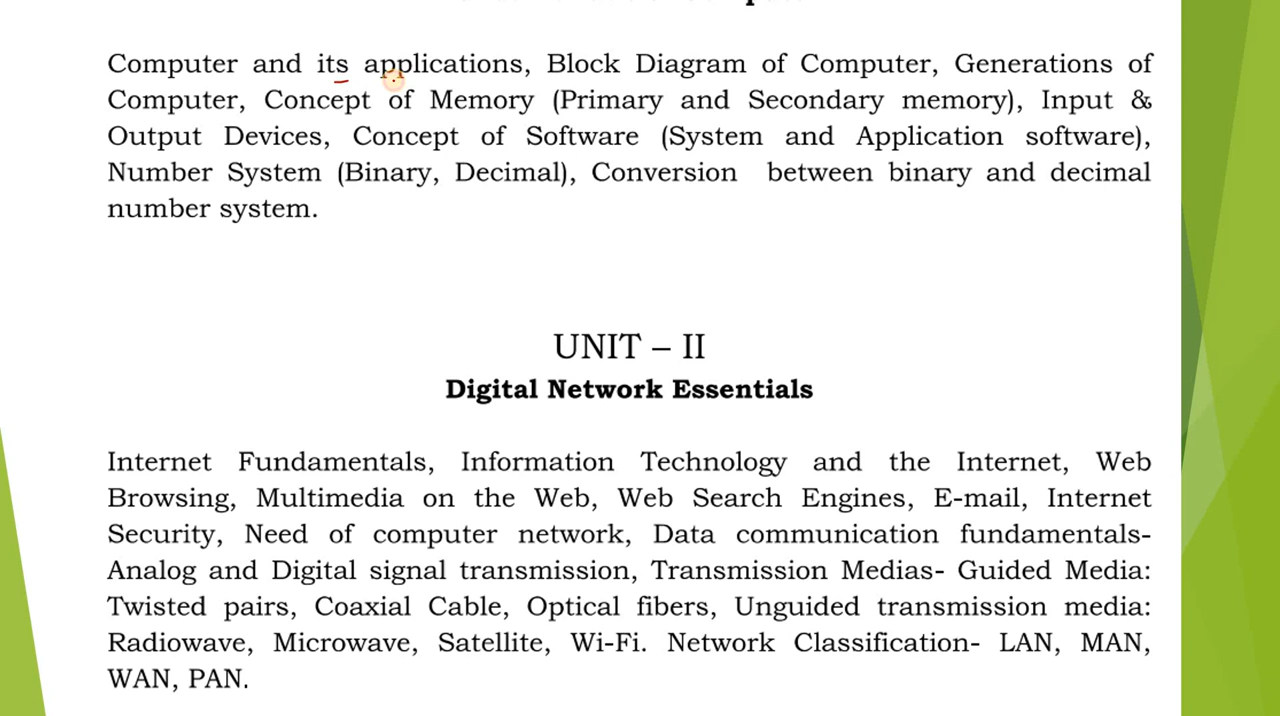 Computer and its applications, Block Diagram of Computer, Generations of
Computer, Concept of Memory (Primary and Secondary memory), Input &
Output Devices, Concept of Software (System and Application software),
Number System (Binary, Decimal), Conversion between binary and decimal
number system.
UNIT – II
Digital Network Essentials
Internet Fundamentals, Information Technology and the Internet, Web
Browsing, Multimedia on the Web, Web Search Engines, E-mail, Internet
Security, Need of computer network, Data communication fundamentals-
Analog and Digital signal transmission, Transmission Medias- Guided Media:
Twisted pairs, Coaxial Cable, Optical fibers, Unguided transmission media:
Radiowave, Microwave, Satellite, Wi-Fi. Network Classification- LAN, MAN,
WAN, PAN.